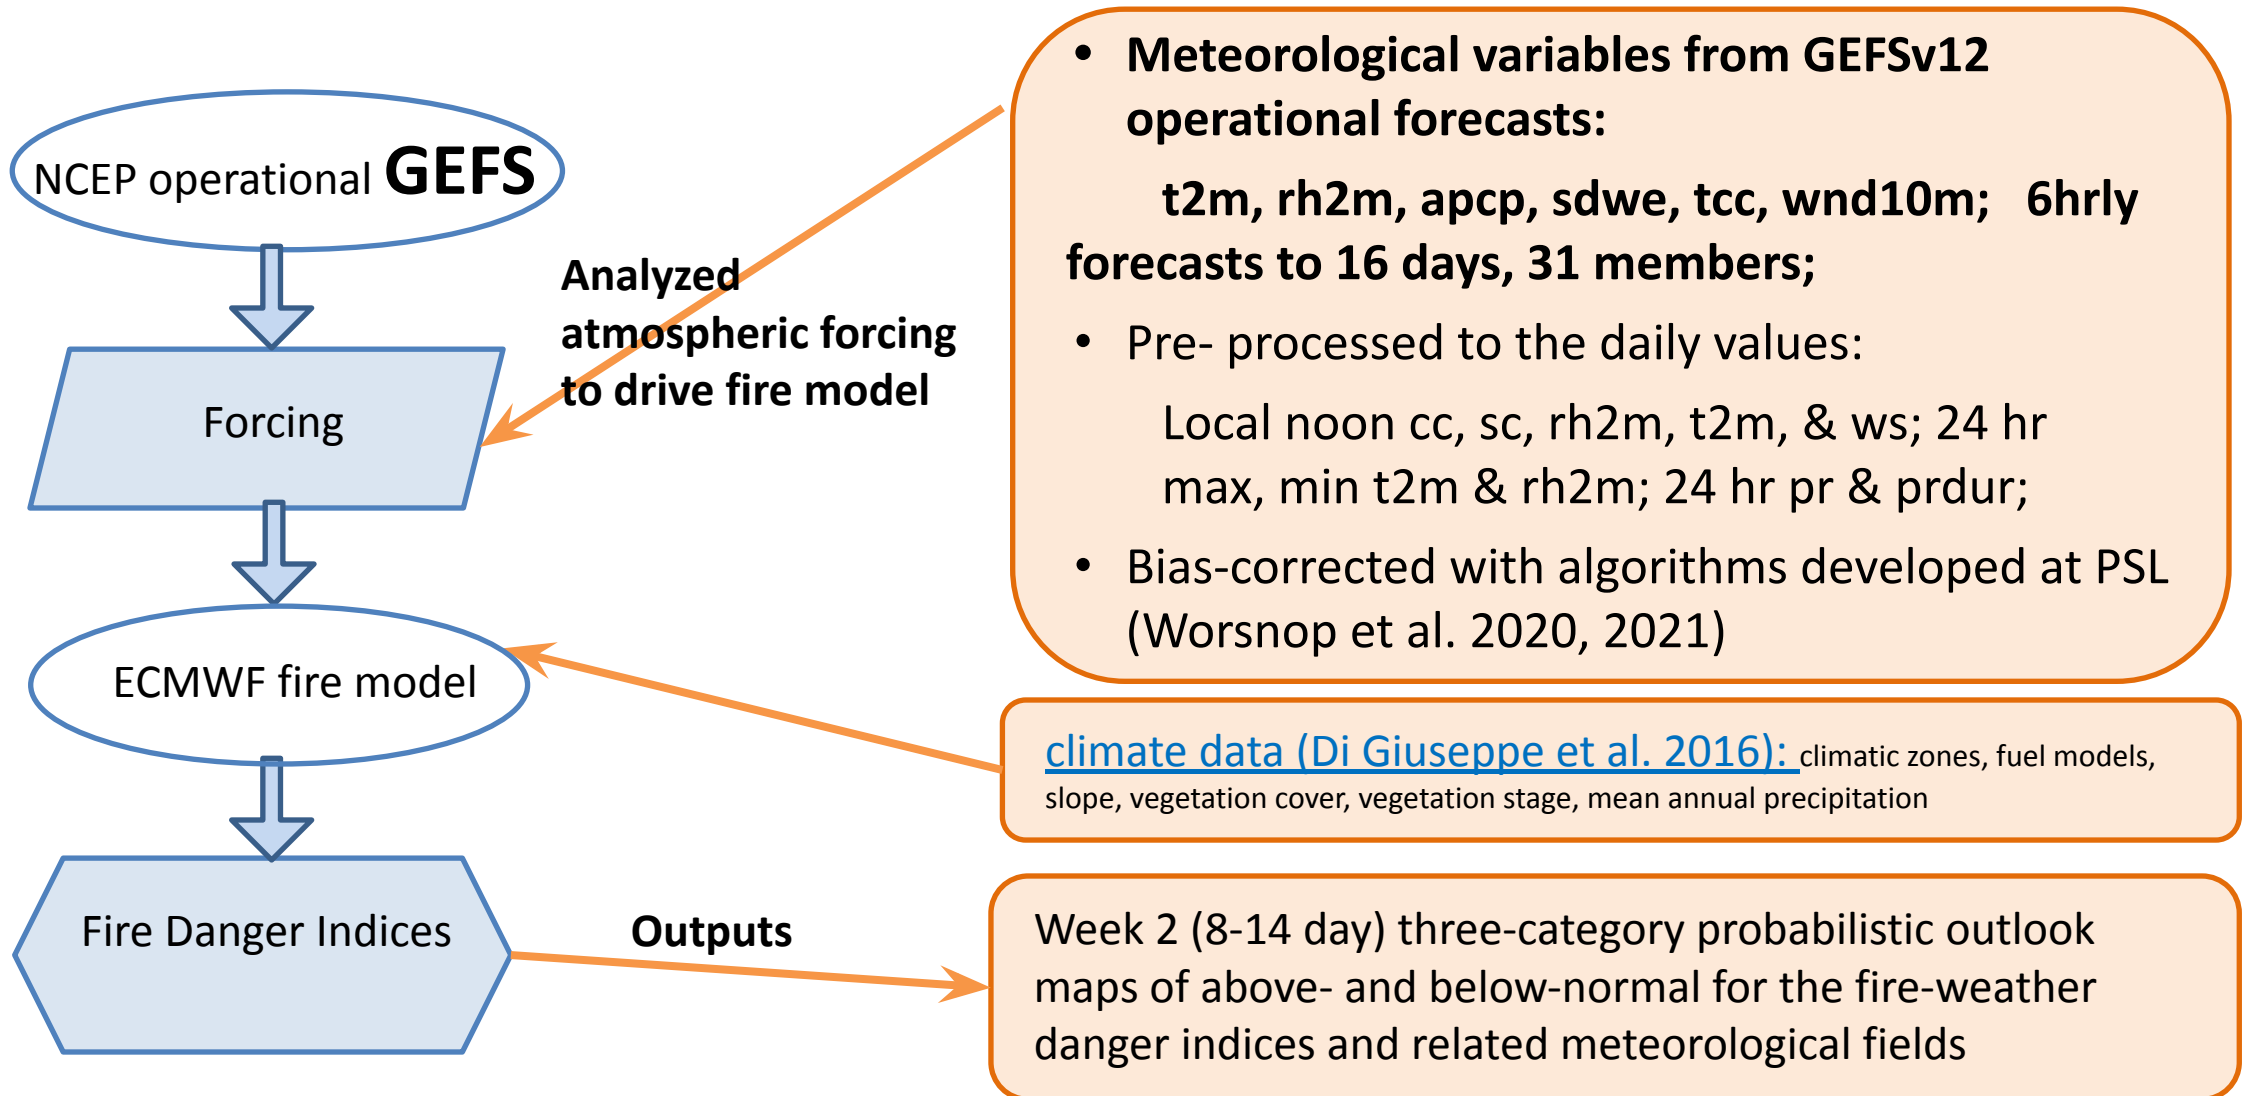 NCEP operational GEFS
Forcing
ECMWF fire model
Fire Danger Indices
Analyzed
atmospheric forcing
to drive fire model
Outputs
• Meteorological variables from GEFSv12
operational forecasts:
t2m, rh2m, apcp, sdwe, tcc, wnd10m; 6hrly
forecasts to 16 days, 31 members;
• Pre- processed to the daily values:
Local noon cc, sc, rh2m, t2m, & ws; 24 hr
max, min t2m & rh2m; 24 hr pr & prdur;
• Bias-corrected with algorithms developed at PSL
(Worsnop et al. 2020, 2021)
climate data (Di Giuseppe et al. 2016): climatic zones, fuel models,
slope, vegetation cover, vegetation stage, mean annual precipitation
Week 2 (8-14 day) three-category probabilistic outlook
maps of above- and below-normal for the fire-weather
danger indices and related meteorological fields